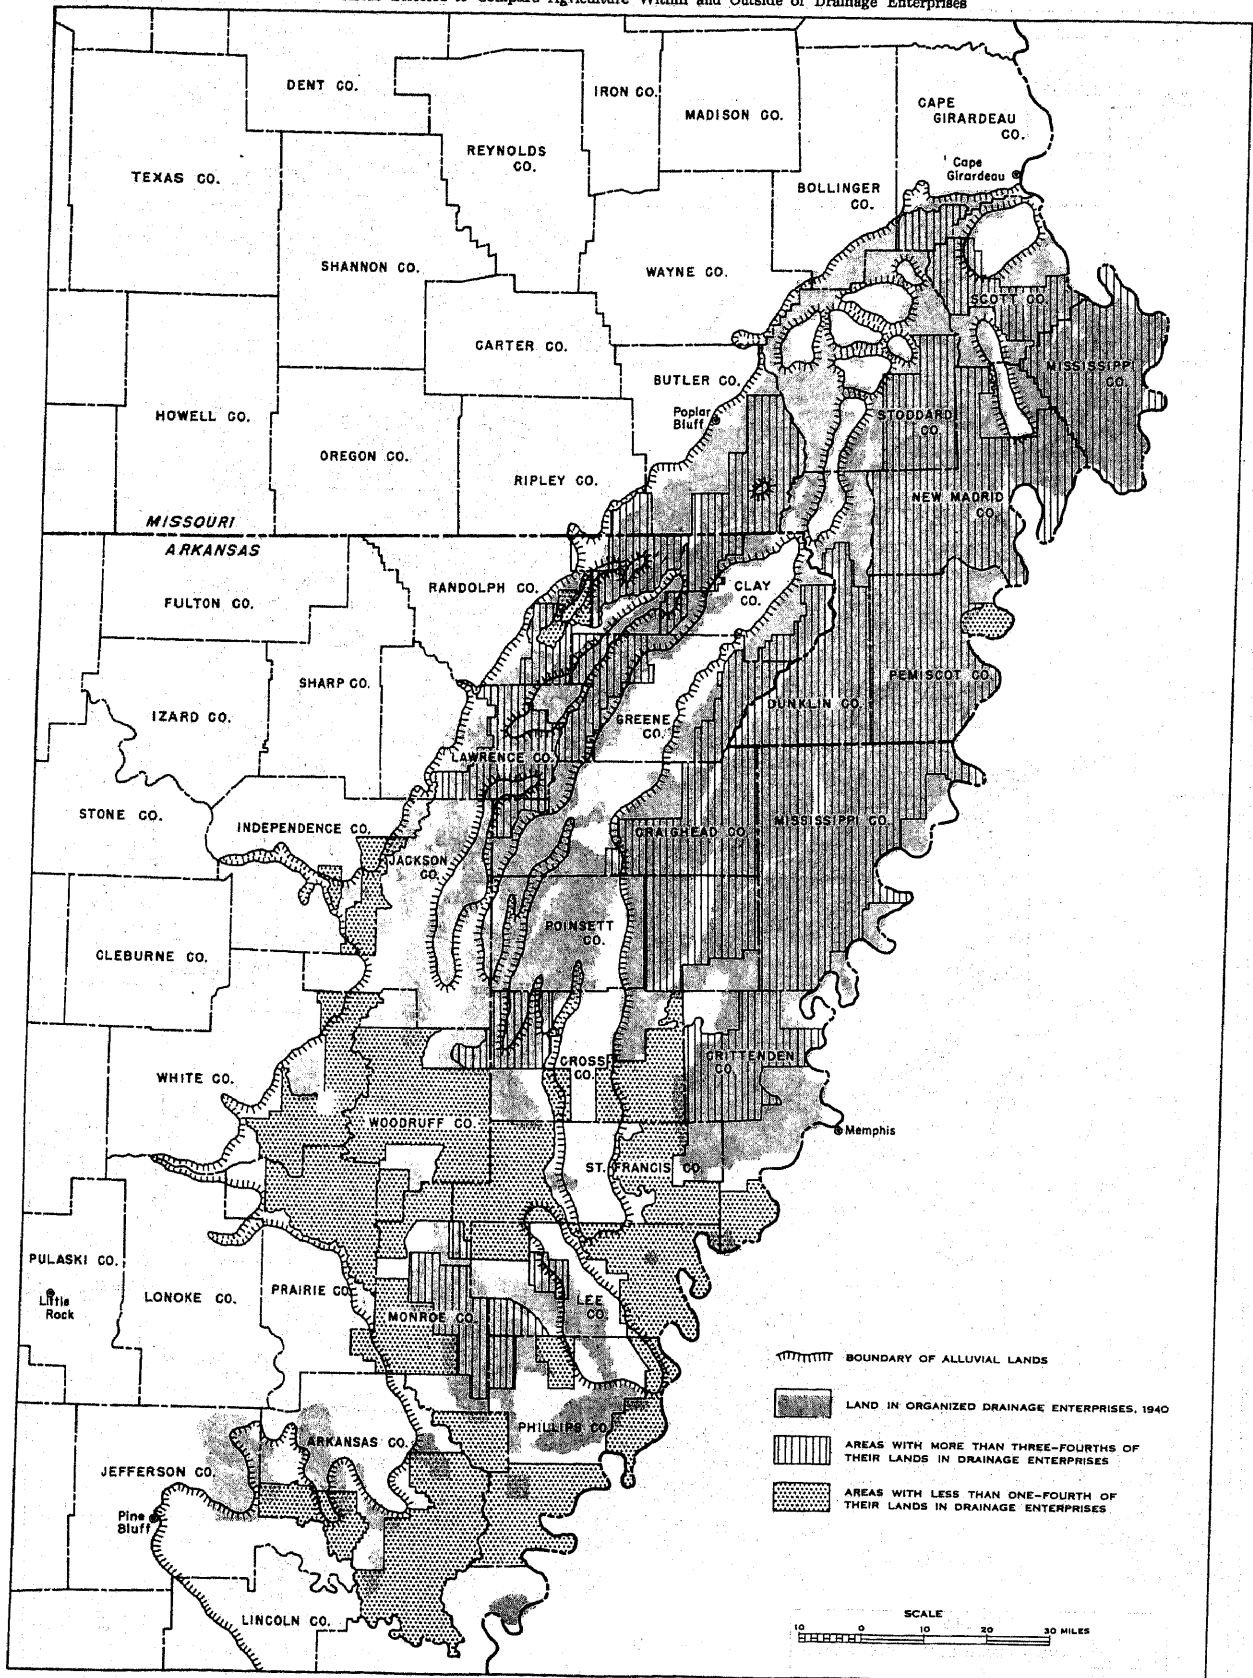 Selected to Compare Agriculture Within and Outside of Drainage Enterprises
DENT CO.
IRON CO.
MADISON CO.
CAPE
GIRARDEAU
CO.
REYNOLDS
CO.
Cape
Girardeau
TEXAS CO.
BOLLINGER
CO.
SHANNON CO.
WAYNE CO.
SCOTT CO.
CARTER CO.
MISSISSIPPI
CO.
BUTLER CO.
Poplar
Bluff
HOWELL CO.
STODDARD
CO.
OREGON CO.
RIPLEY CO.
NEW MADRID
CO.
MISSOURI
ARKANSAS
RANDOLPH CO.
CLAY
CO.
FULTON CO.
SHARP CO.
PEMISCOT CO.
IZARD CO.
GREENE
CO.
DUNKLIN CO.
LAWRENCE CO.
STONE CO.
INDEPENDENCE CO.
JACKSON
CO.
CRAIGHEAD CO.
MISSISSIPPI CO.
POINSETT
CO.
CLEBURNE CO.
CROSS
CO.
CRITTENDEN
CO.
WHITE CO.
WOODRUFF CO.
Memphis
ST. FRANCIS CO.
PULASKI CO.
Little
Rock
LONOKE CO.
PRAIRIE CO.
MONROE CO.
LEE
CO.
BOUNDARY OF ALLUVIAL LANDS
LAND IN ORGANIZED DRAINAGE ENTERPRISES, 1940
PHILLIPS CO.
ARKANSAS CO.
AREAS WITH MORE THAN THREE-FOURTHS OF
THEIR LANDS IN DRAINAGE ENTERPRISES
JEFFERSON CO.
AREAS WITH LESS THAN ONE-FOURTH OF
THEIR LANDS IN DRAINAGE ENTERPRISES
Pine
Bluff
LINCOLN CO.
SCALE
10 0 10 20 30 MILES